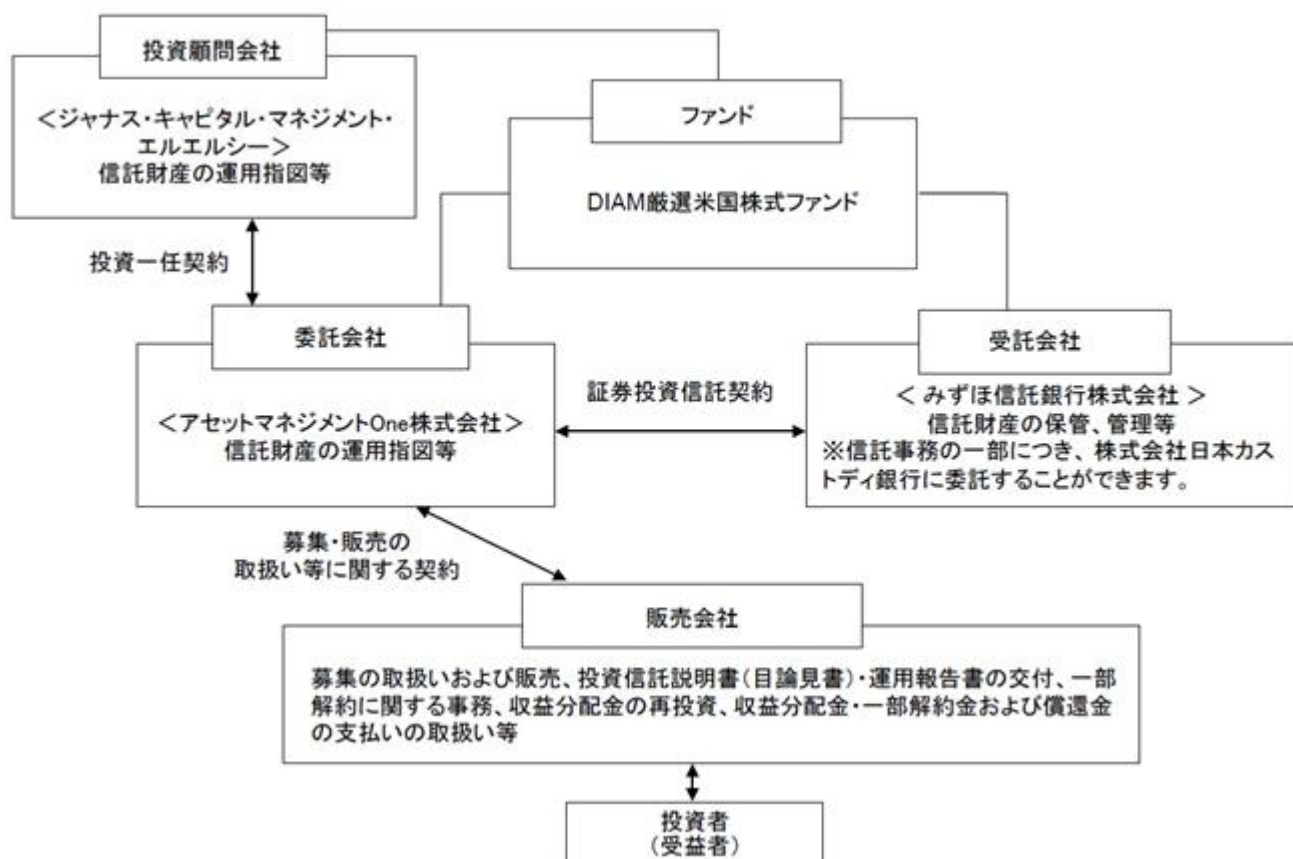 投資顧問会社
＜ジャナス・キャピタル・マネジメント・
エルエルシー＞
信託財産の運用指図等
ファンド
DIAM厳選米国株式ファンド
投資一任契約
委託会社
＜アセットマネジメントOne株式会社＞
信託財産の運用指図等
証券投資信託契約
受託会社
＜ みずほ信託銀行株式会社 ＞
信託財産の保管、管理等
※信託事務の一部につき、株式会社日本カス
トディ銀行に委託することができます。
募集・販売の
取扱い等に関する契約
販売会社
募集の取扱いおよび販売、投資信託説明書（目論見書）・運用報告書の交付、一部
解約に関する事務、収益分配金の再投資、収益分配金・一部解約金および償還金
の支払いの取扱い等
投資者
（受益者）